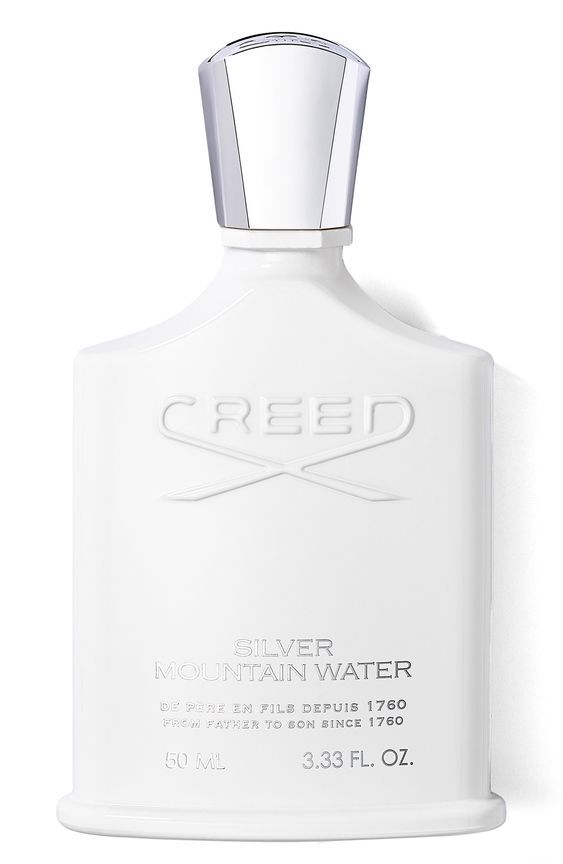 CREED
SILVER
MOUNTAIN WATER
DE PÈRE EN FILS DEPUIS 1760
FROM FATHER TO SON SINCE 1760
50 ML 3.33 FL. OZ.